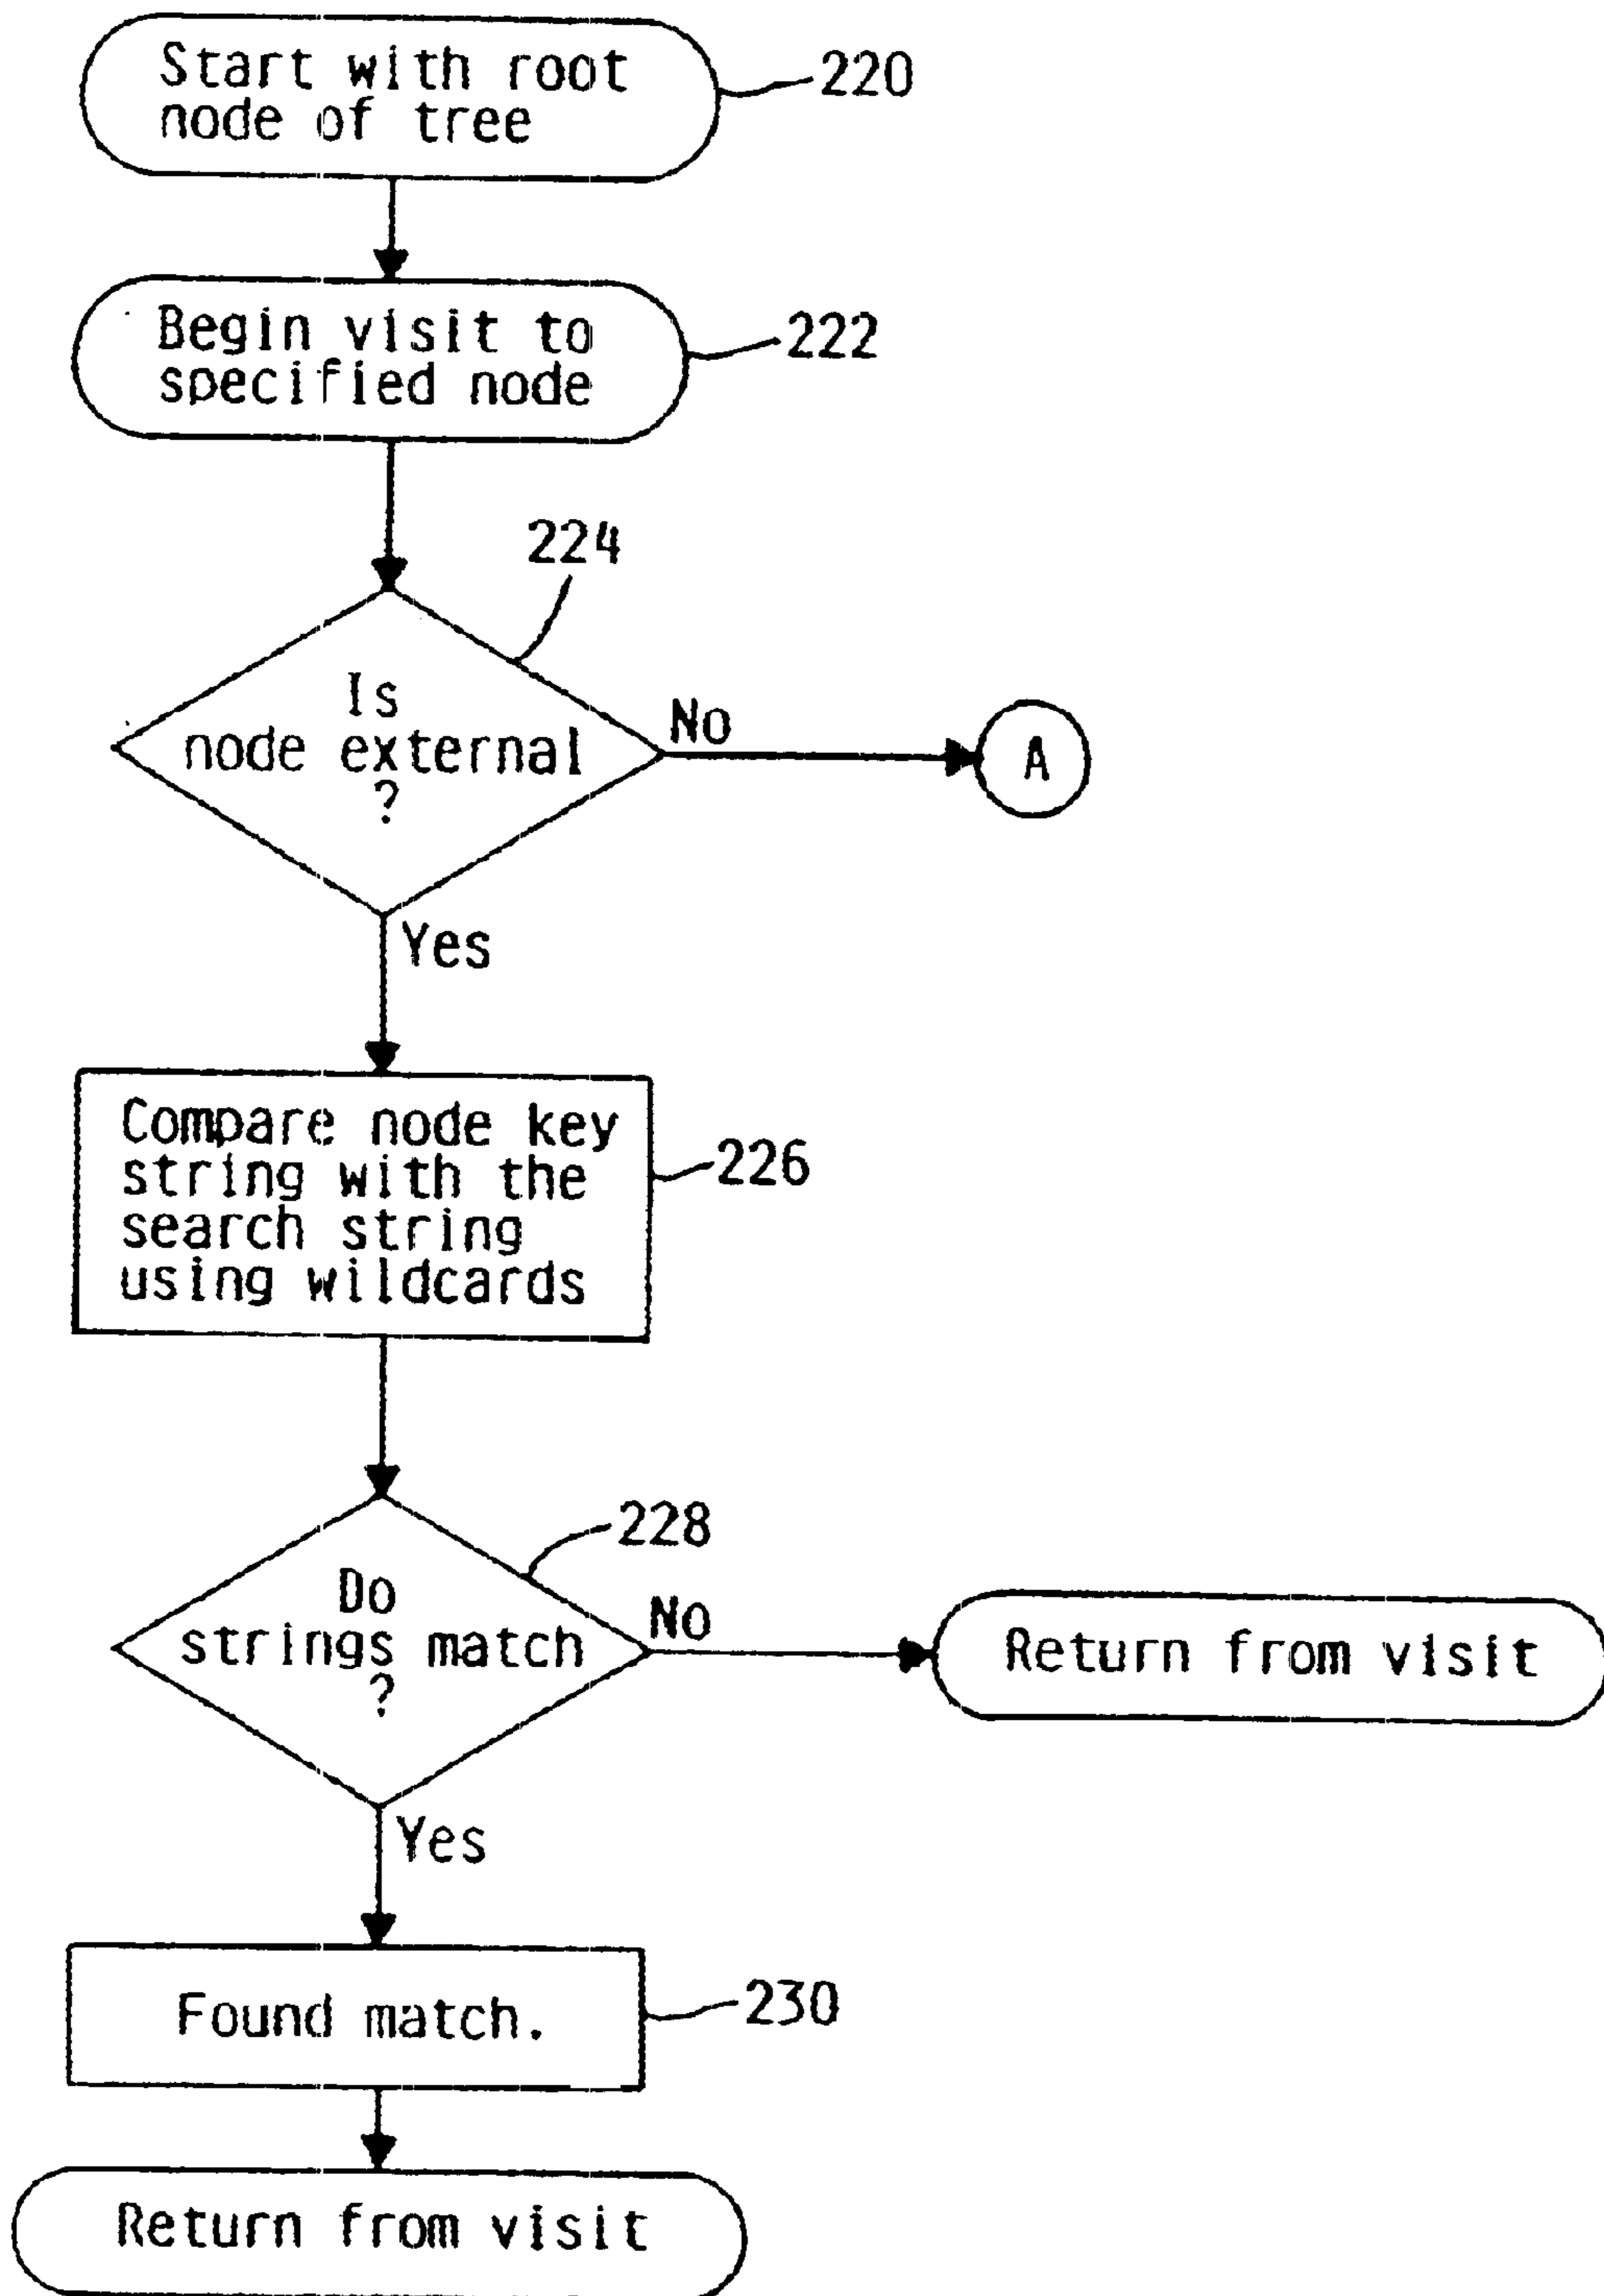 Start with root
node of tree
220
Begin visit to
specified node
222
224
Is
node external
?
No
A
Yes
Compare node key
string with the
search string
using wildcards
226
228
Do
strings match
?
No
Return from visit
Yes
Found match.
230
Return from visit